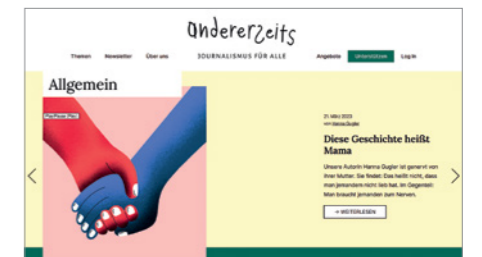 andererzeits
Themen Newsletter Über uns JOURNALISMUS FÜR ALLE Angebote Unterstützen Log In
Allgemein
21. März 2023
von Hanna Gugler
Diese Geschichte heißt
Mama
Unsere Autorin Hanna Gugler ist genervt von
ihrer Mutter. Sie findet: Das heißt nicht, dass
man jemanden nicht lieb hat. Im Gegenteil:
Man braucht jemanden zum Nerven.
→ WEITERLESEN